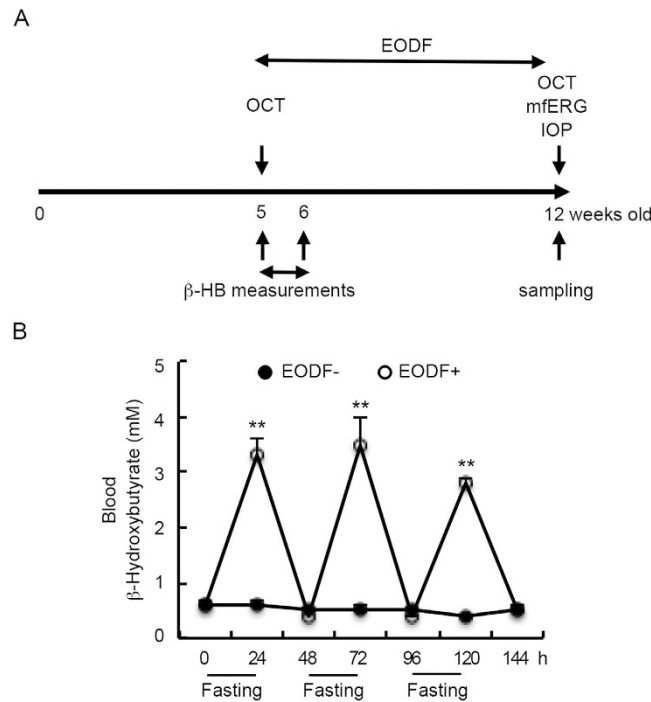 A
EODF
OCT
OCT
mfERG
IOP
0
5
6
12 weeks old
β-HB measurements
sampling
B
5
EODF-
EODF+
4
3
2
1
0
**
**
**
Blood
β-Hydroxybutyrate (mM)
0 24 48 72 96 120 144 h
Fasting Fasting Fasting